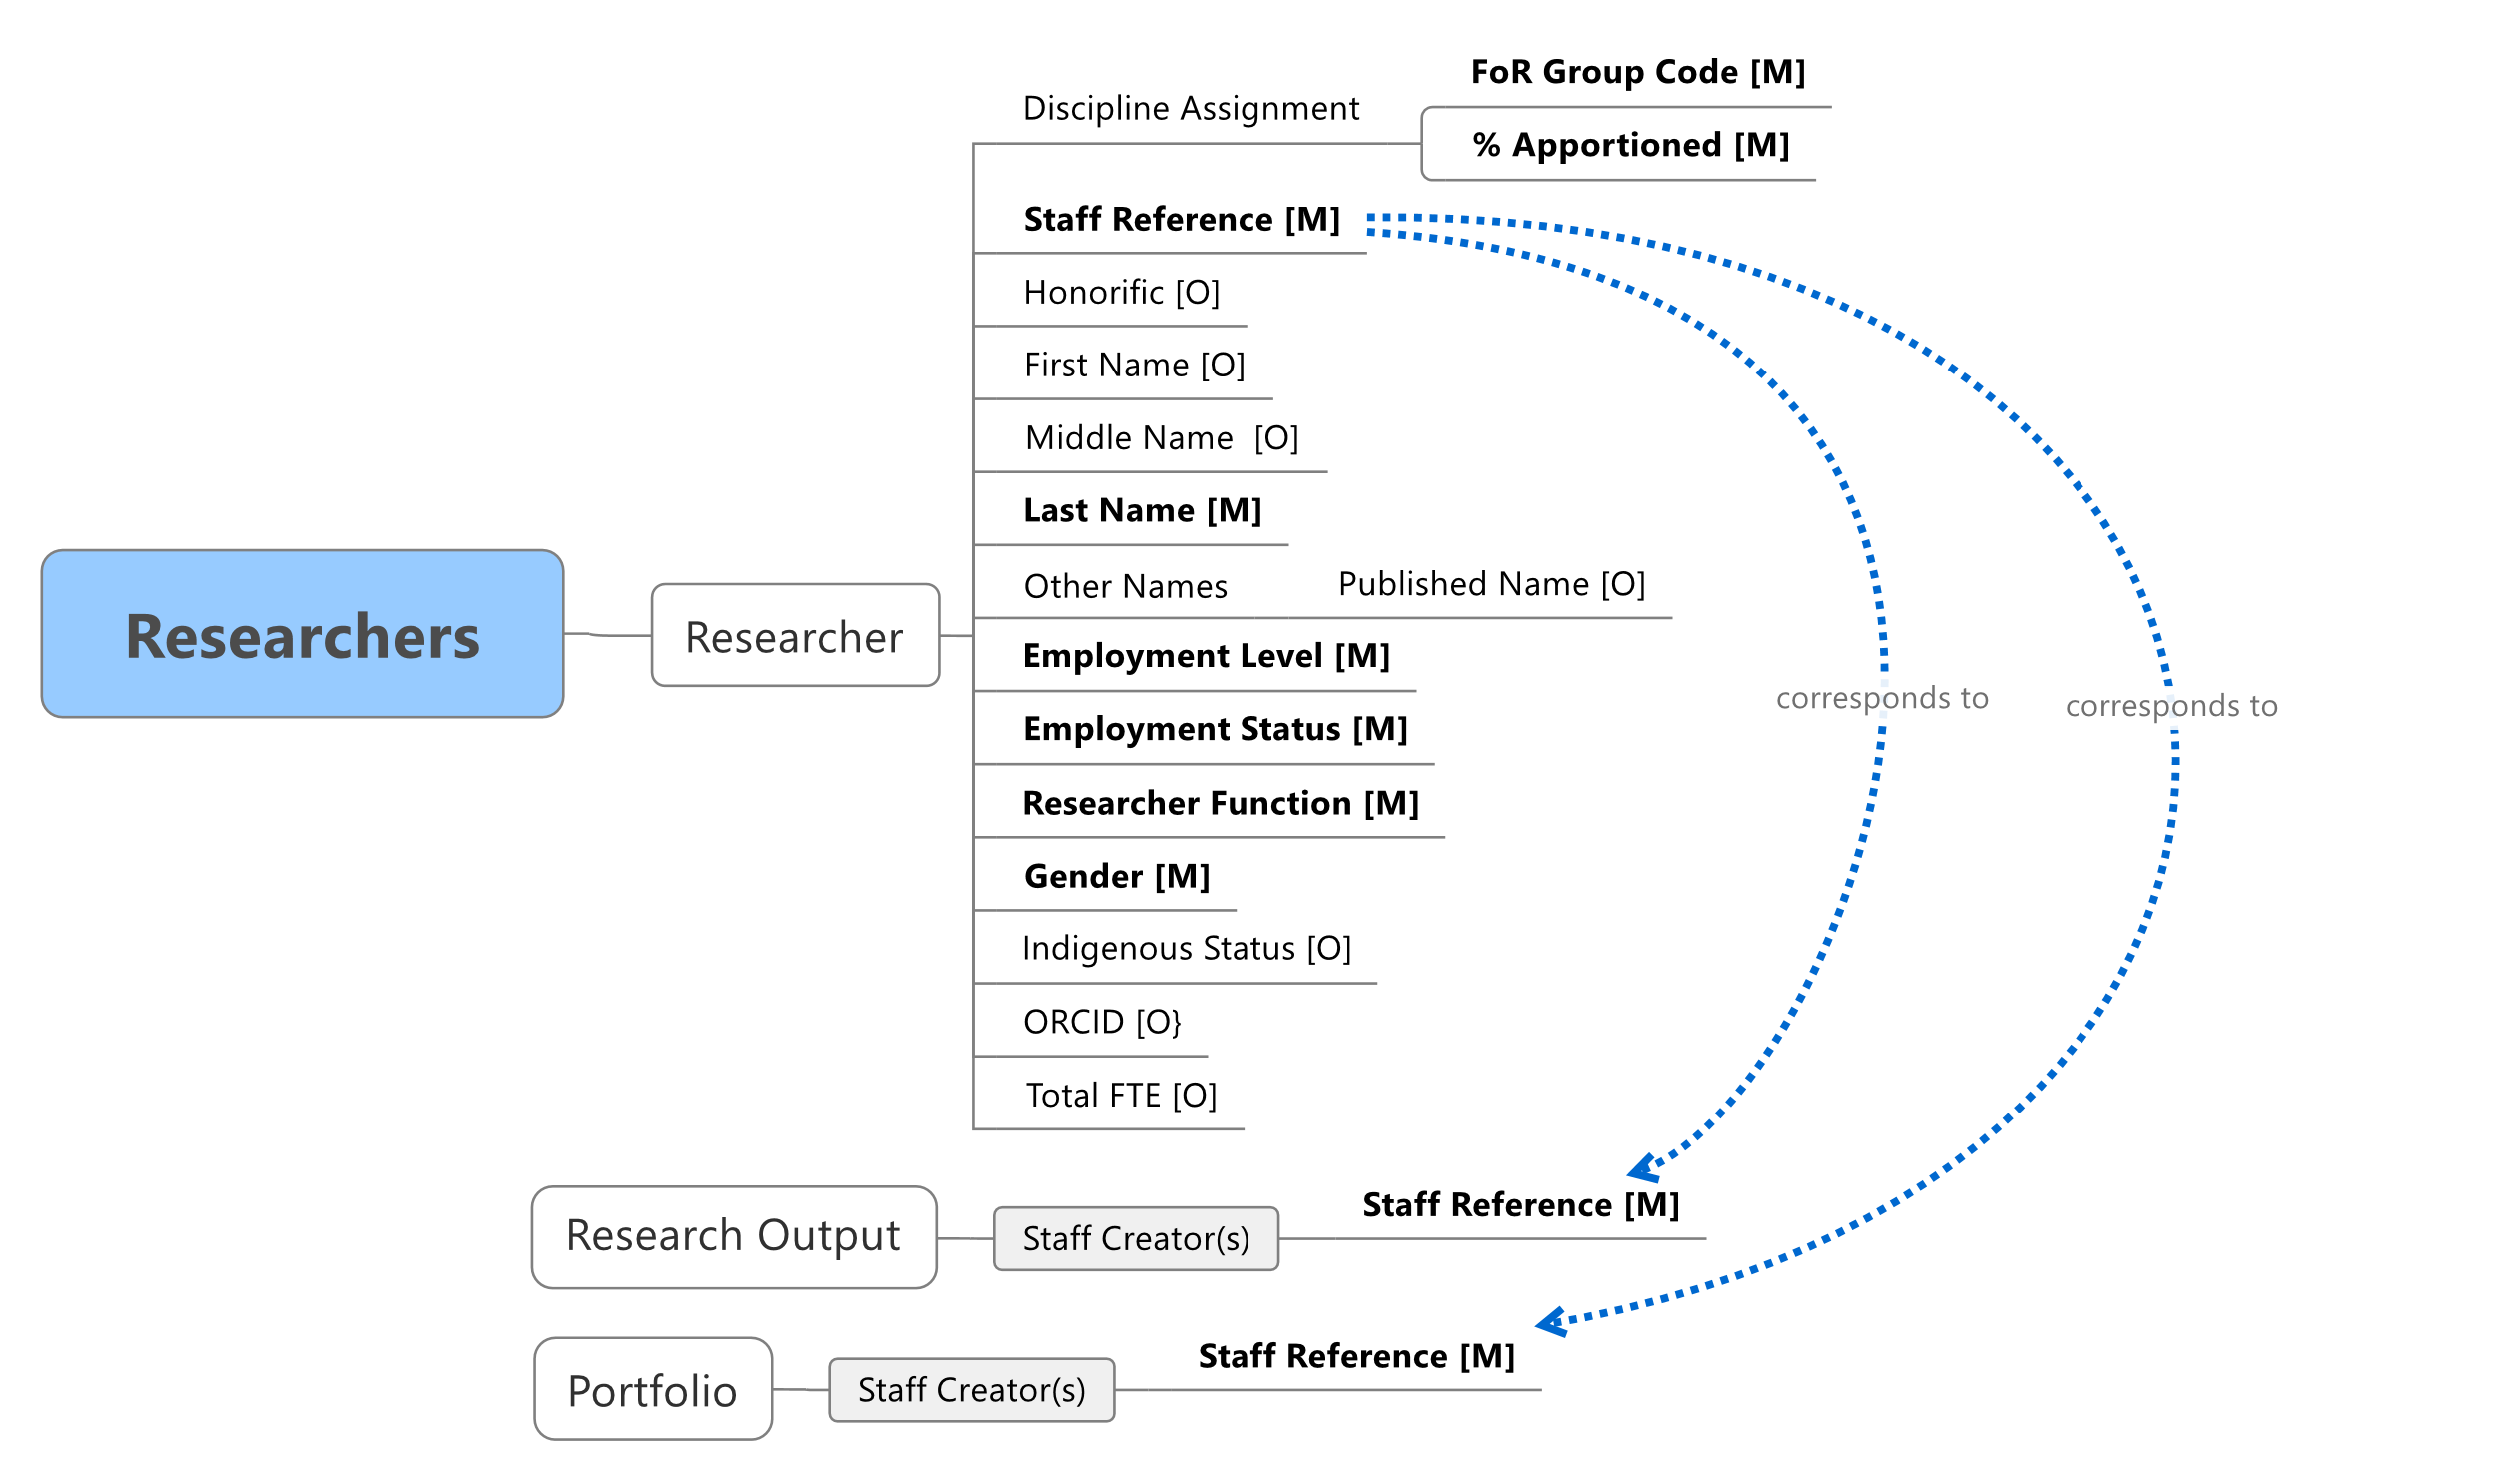 FoR Group Code [M]
Discipline Assignment
% Apportioned [M]
Staff Reference [M]
Honorific [O]
First Name [O]
Middle Name  [O]
Last Name [M]
Other Names
Published Name [O]
Researchers
Researcher
Employment Level [M]
corresponds to
corresponds to
Employment Status [M]
Researcher Function [M]
Gender [M]
Indigenous Status [O]
ORCID [O}
Total FTE [O]
Research Output
Staff Creator(s)
Staff Reference [M]
Portfolio
Staff Creator(s)
Staff Reference [M]